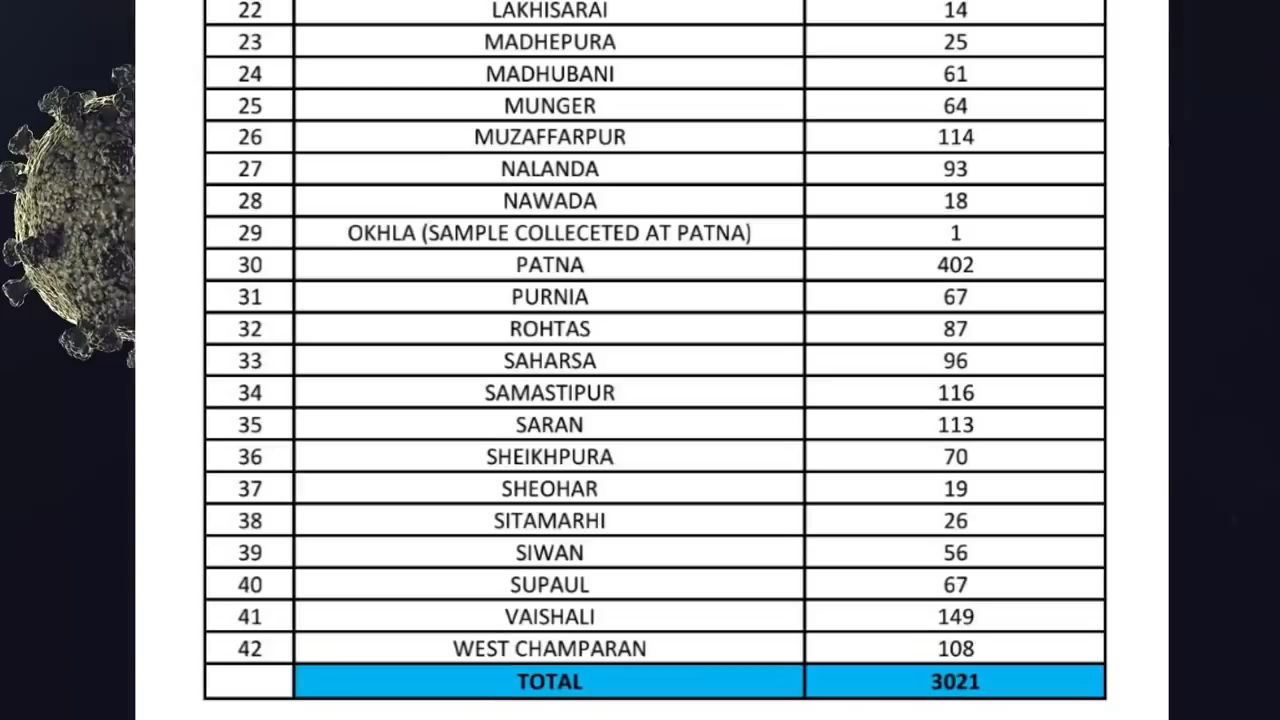 22 LAKHISARAI 14
23 MADHEPURA 25
24 MADHUBANI 61
25 MUNGER 64
26 MUZAFFARPUR 114
27 NALANDA 93
28 NAWADA 18
29 OKHLA (SAMPLE COLLECETED AT PATNA) 1
30 PATNA 402
31 PURNIA 67
32 ROHTAS 87
33 SAHARSA 96
34 SAMASTIPUR 116
35 SARAN 113
36 SHEIKHPURA 70
37 SHEOHAR 19
38 SITAMARHI 26
39 SIWAN 56
40 SUPAUL 67
41 VAISHALI 149
42 WEST CHAMPARAN 108
TOTAL 3021